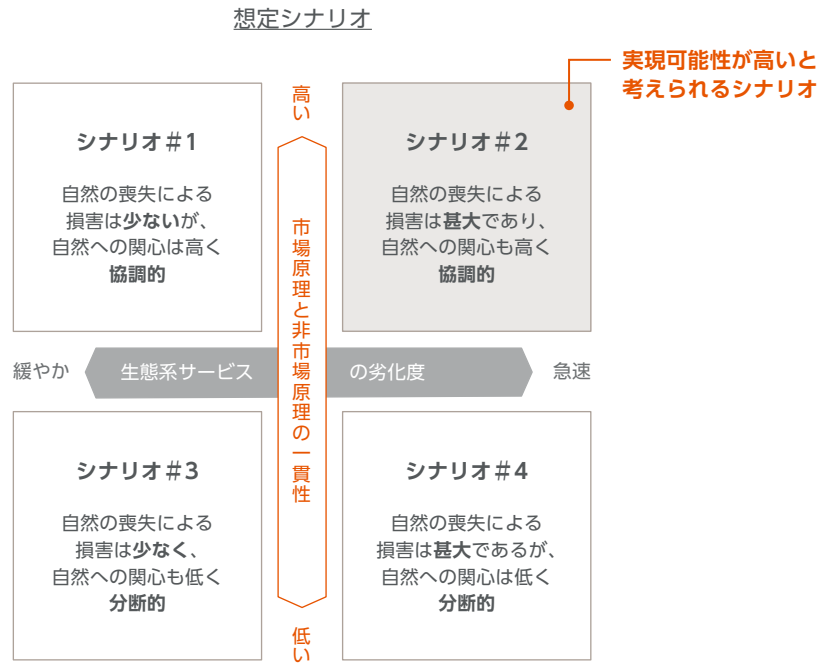 想定シナリオ
実現可能性が高いと
考えられるシナリオ
シナリオ#1
自然の喪失による
損害は少ないが、
自然への関心は高く
協調的
高い
市場原理と非市場原理の一貫性
低い
シナリオ#2
自然の喪失による
損害は甚大であり、
自然への関心も高く
協調的
緩やか
生態系サービス
の劣化度
急速
シナリオ#3
自然の喪失による
損害は少なく、
自然への関心も低く
分断的
シナリオ#4
自然の喪失による
損害は甚大であるが、
自然への関心は低く
分断的